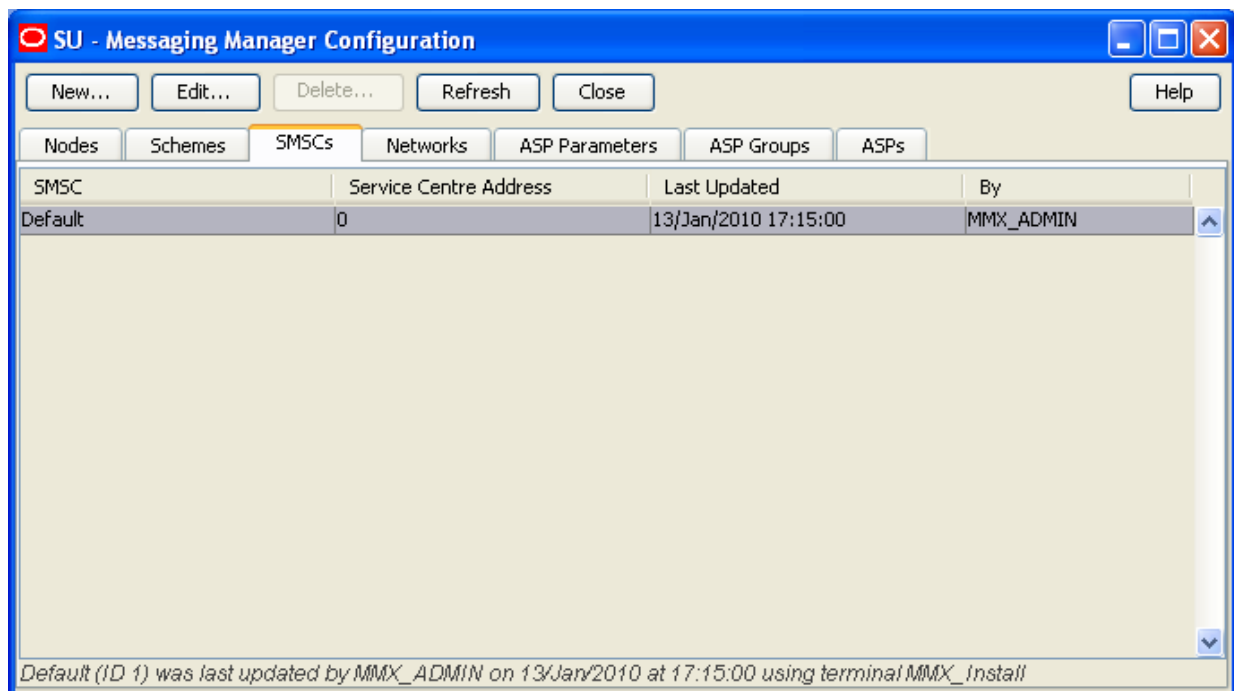 SU - Messaging Manager Configuration
New... Edit... Delete... Refresh Close Help
Nodes Schemes SMSCs Networks ASP Parameters ASP Groups ASPs
SMSC Service Centre Address Last Updated By
Default 0 13/Jan/2010 17:15:00 MMX_ADMIN
Default (ID 1) was last updated by MMX_ADMIN on 13/Jan/2010 at 17:15:00 using terminal MMX_Install